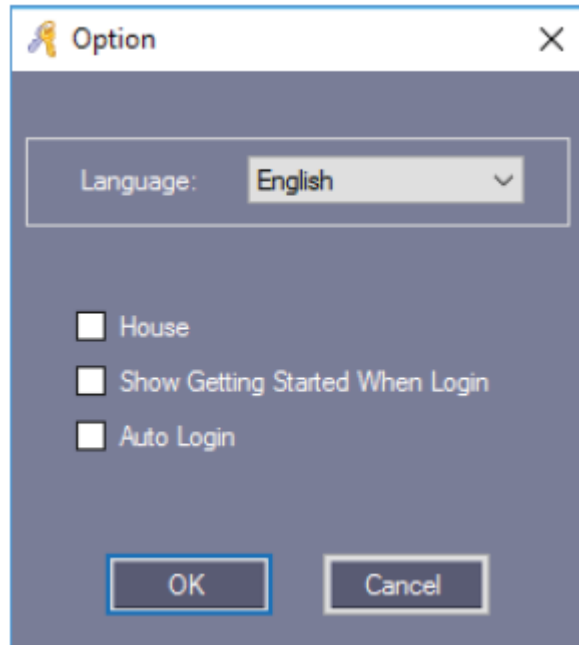 Option
Language: English
House
Show Getting Started When Login
Auto Login
OK Cancel